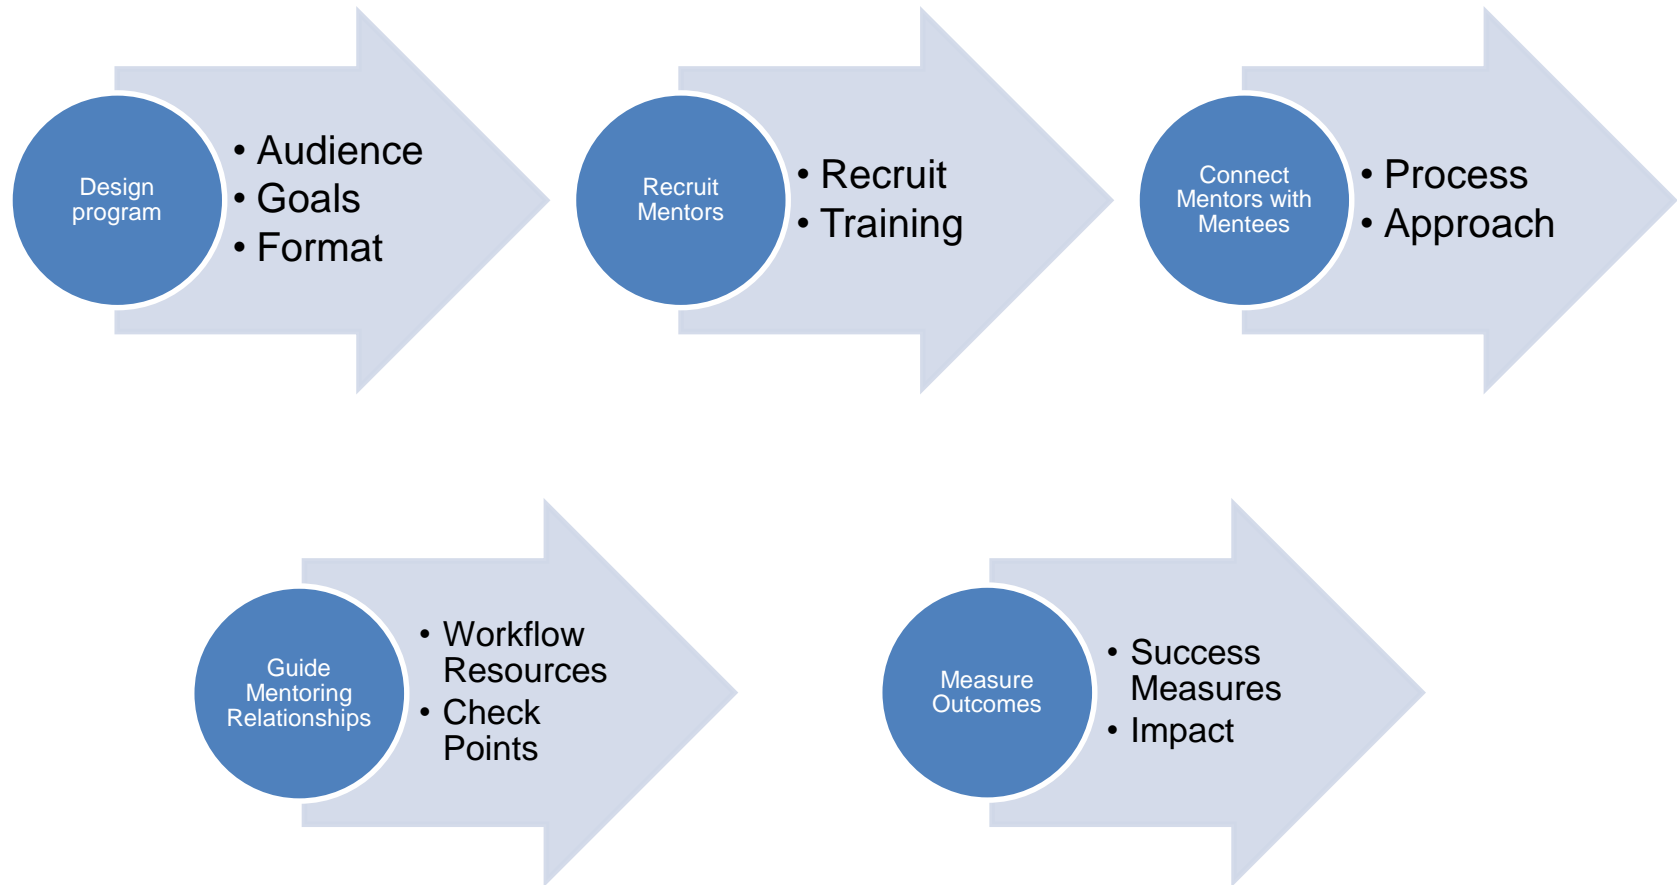 Design
program
• Audience
• Goals
• Format
Recruit
Mentors
• Recruit
• Training
Connect
Mentors with
Mentees
• Process
• Approach
Guide
Mentoring
Relationships
• Workflow
Resources
• Check
Points
Measure
Outcomes
• Success
Measures
• Impact